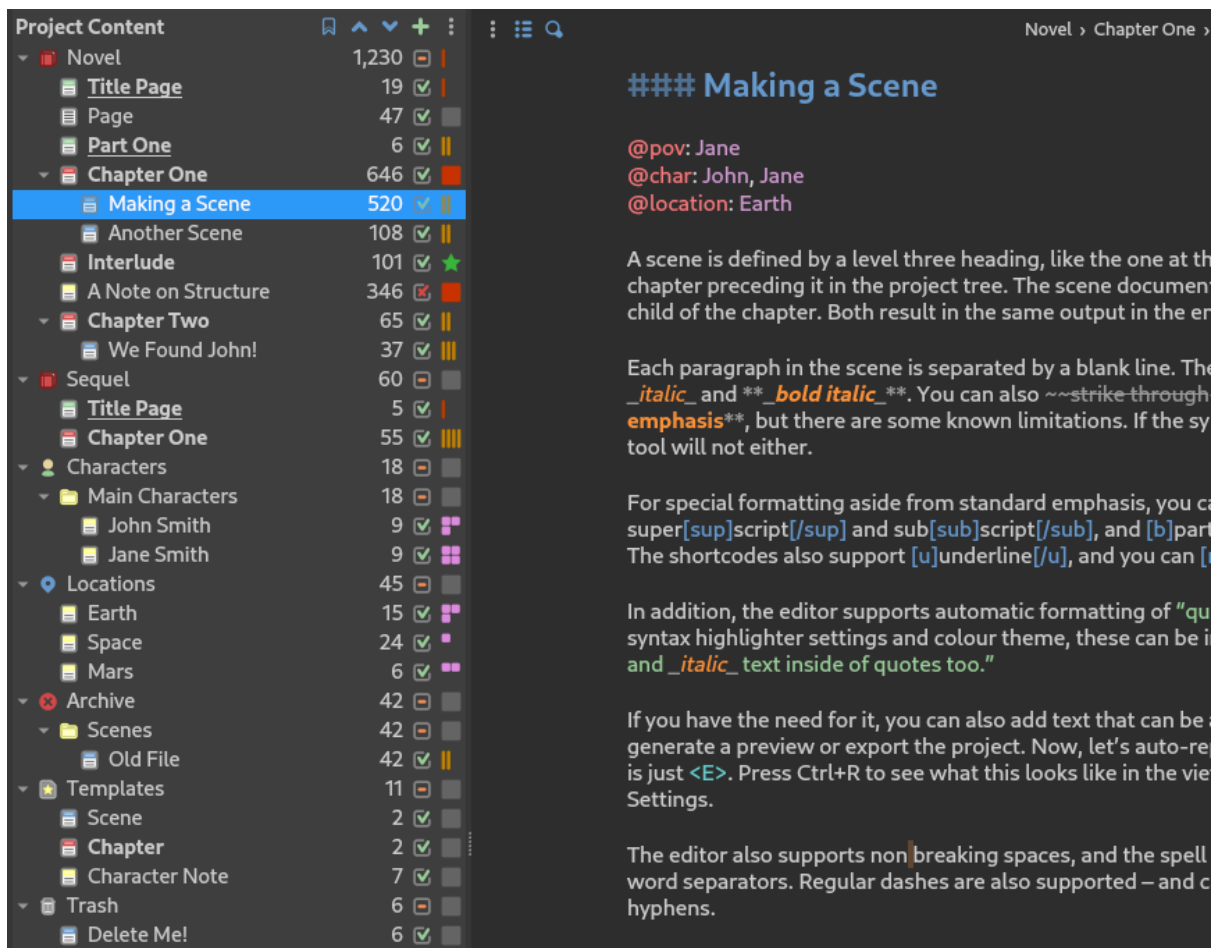 Project Content
Novel 1,230
Title Page 19
Page 47
Part One 6
Chapter One 646
Making a Scene 520
Another Scene 108
Interlude 101
A Note on Structure 346
Chapter Two 65
We Found John! 37
Sequel 60
Title Page 5
Chapter One 55
Characters 18
Main Characters 18
John Smith 9
Jane Smith 9
Locations 45
Earth 15
Space 24
Mars 6
Archive 42
Scenes 42
Old File 42
Templates 11
Scene 2
Chapter 2
Character Note 7
Trash 6
Delete Me! 6
Novel › Chapter One ›
### Making a Scene
@pov: Jane
@char: John, Jane
@location: Earth
A scene is defined by a level three heading, like the one at th
chapter preceding it in the project tree. The scene document
child of the chapter. Both result in the same output in the en
Each paragraph in the scene is separated by a blank line. The
_italic_ and **_bold italic_**. You can also ~~strike through
emphasis**, but there are some known limitations. If the sy
tool will not either.
For special formatting aside from standard emphasis, you ca
super[sup]script[/sup] and sub[sub]script[/sub], and [b]part
The shortcodes also support [u]underline[/u], and you can [
In addition, the editor supports automatic formatting of “qu
syntax highlighter settings and colour theme, these can be i
and _italic_ text inside of quotes too.”
If you have the need for it, you can also add text that can be a
generate a preview or export the project. Now, let’s auto-rep
is just <E>. Press Ctrl+R to see what this looks like in the vie
Settings.
The editor also supports non breaking spaces, and the spell
word separators. Regular dashes are also supported – and c
hyphens.